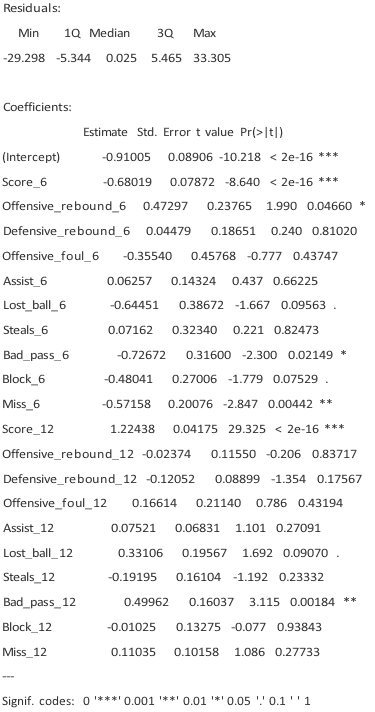 Residuals:
Min 1Q Median 3Q Max
-29.298 -5.344 0.025 5.465 33.305
Coefficients:
Estimate Std. Error t value Pr(>|t|)
(Intercept) -0.91005 0.08906 -10.218 < 2e-16 ***
Score_6 -0.68019 0.07872 -8.640 < 2e-16 ***
Offensive_rebound_6 0.47297 0.23765 1.990 0.04660 *
Defensive_rebound_6 0.04479 0.18651 0.240 0.81020
Offensive_foul_6 -0.35540 0.45768 -0.777 0.43747
Assist_6 0.06257 0.14324 0.437 0.66225
Lost_ball_6 -0.64451 0.38672 -1.667 0.09563 .
Steals_6 0.07162 0.32340 0.221 0.82473
Bad_pass_6 -0.72672 0.31600 -2.300 0.02149 *
Block_6 -0.48041 0.27006 -1.779 0.07529 .
Miss_6 -0.57158 0.20076 -2.847 0.00442 **
Score_12 1.22438 0.04175 29.325 < 2e-16 ***
Offensive_rebound_12 -0.02374 0.11550 -0.206 0.83717
Defensive_rebound_12 -0.12052 0.08899 -1.354 0.17567
Offensive_foul_12 0.16614 0.21140 0.786 0.43194
Assist_12 0.07521 0.06831 1.101 0.27091
Lost_ball_12 0.33106 0.19567 1.692 0.09070 .
Steals_12 -0.19195 0.16104 -1.192 0.23332
Bad_pass_12 0.49962 0.16037 3.115 0.00184 **
Block_12 -0.01025 0.13275 -0.077 0.93843
Miss_12 0.11035 0.10158 1.086 0.27733
---
Signif. codes: 0 '***' 0.001 '**' 0.01 '*' 0.05 '.' 0.1 ' ' 1